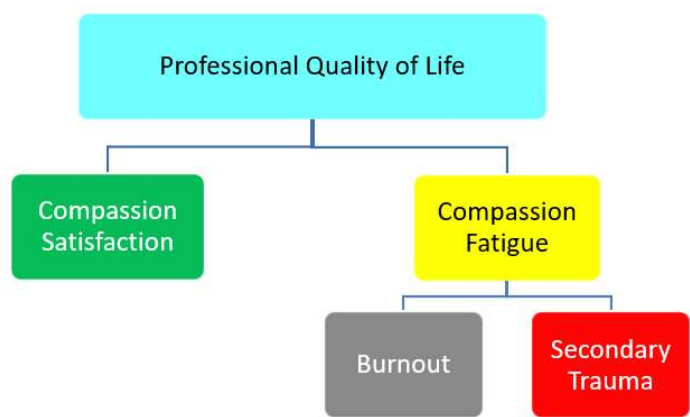 Professional Quality of Life
Compassion
Satisfaction
Compassion
Fatigue
Burnout
Secondary
Trauma